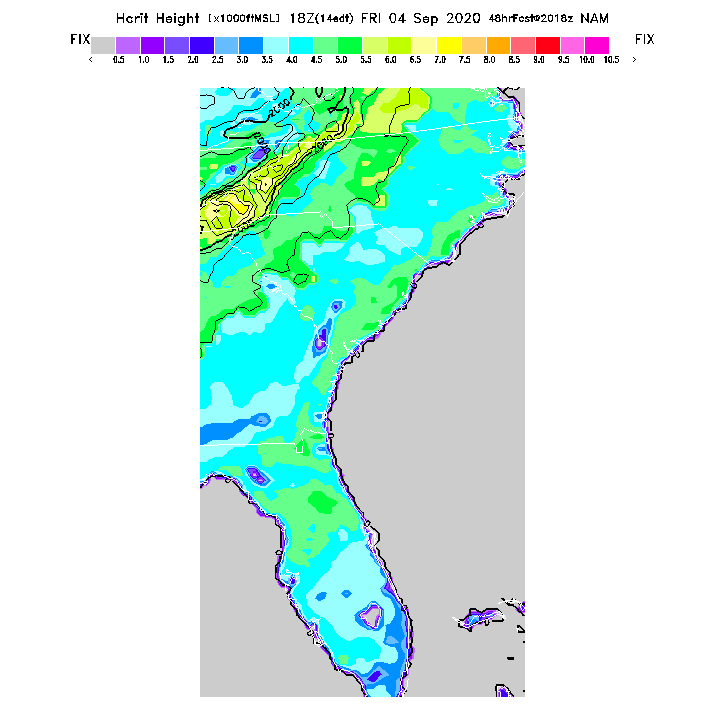 Hcrit Height [x1000ftMSL] 18Z(14edt) FRI 04 Sep 2020 48hrFcst@2018z NAM
FIX FIX
< 0.5 1.0 1.5 2.0 2.5 3.0 3.5 4.0 4.5 5.0 5.5 6.0 6.5 7.0 7.5 8.0 8.5 9.0 9.5 10.0 10.5 >
2000